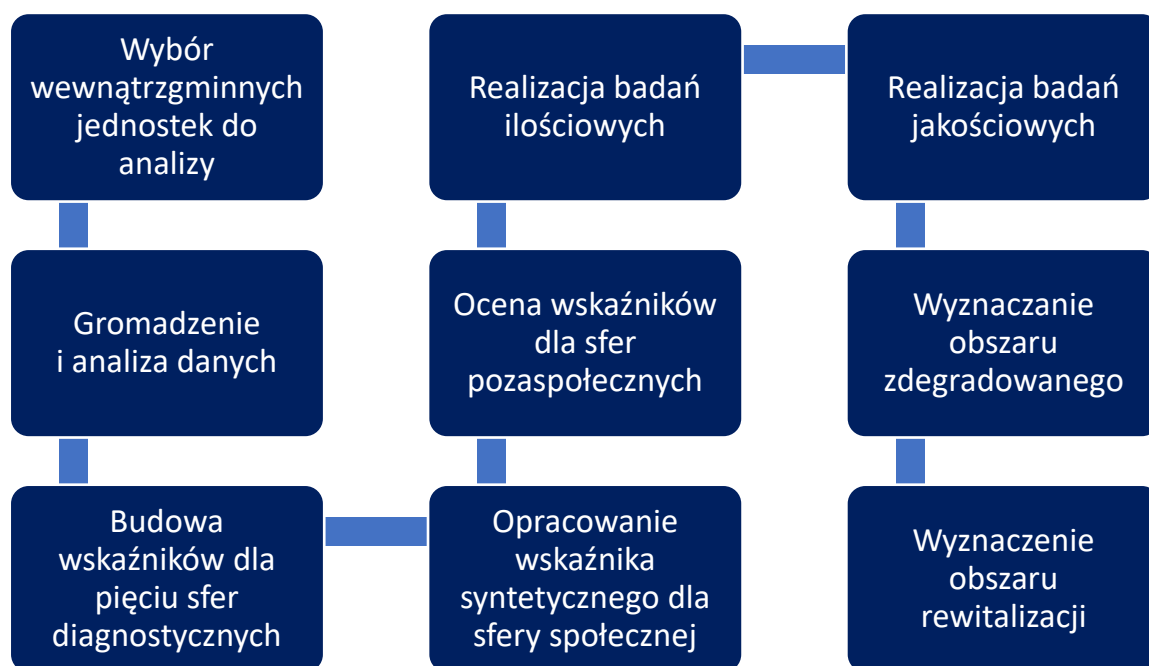 Wybór
wewnątrzgminnych
jednostek do
analizy
Gromadzenie
i analiza danych
Budowa
wskaźników dla
pięciu sfer
diagnostycznych
Opracowanie
wskaźnika
syntetycznego dla
sfery społecznej
Ocena wskaźników
dla sfer
pozaspołecznych
Realizacja badań
ilościowych
Realizacja badań
jakościowych
Wyznaczanie
obszaru
zdegradowanego
Wyznaczenie
obszaru
rewitalizacji